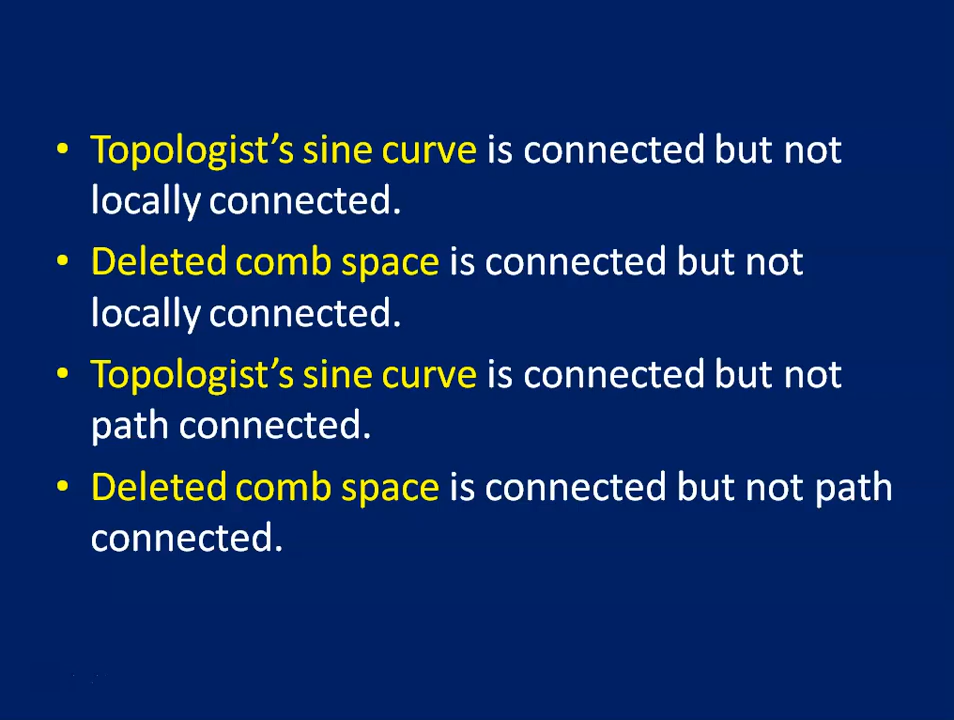 • Topologist’s sine curve is connected but not
locally connected.
• Deleted comb space is connected but not
locally connected.
• Topologist’s sine curve is connected but not
path connected.
• Deleted comb space is connected but not path
connected.